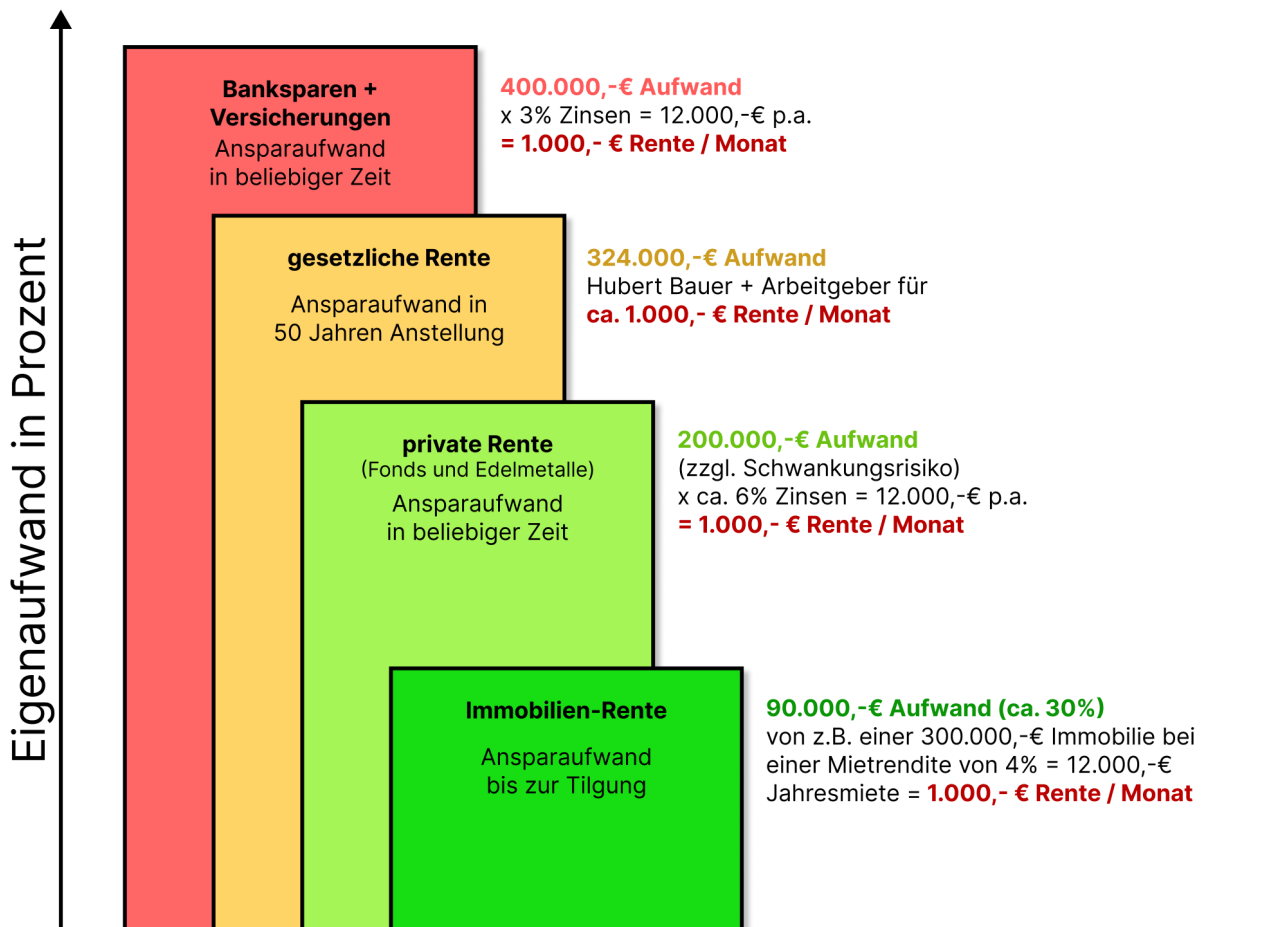 Eigenaufwand in Prozent
Banksparen +
Versicherungen
Ansparaufwand
in beliebiger Zeit
400.000,-€ Aufwand
x 3% Zinsen = 12.000,-€ p.a.
= 1.000,- € Rente / Monat
gesetzliche Rente
Ansparaufwand in
50 Jahren Anstellung
324.000,-€ Aufwand
Hubert Bauer + Arbeitgeber für
ca. 1.000,- € Rente / Monat
private Rente
(Fonds und Edelmetalle)
Ansparaufwand
in beliebiger Zeit
200.000,-€ Aufwand
(zzgl. Schwankungsrisiko)
x ca. 6% Zinsen = 12.000,-€ p.a.
= 1.000,- € Rente / Monat
Immobilien-Rente
Ansparaufwand
bis zur Tilgung
90.000,-€ Aufwand (ca. 30%)
von z.B. einer 300.000,-€ Immobilie bei
einer Mietrendite von 4% = 12.000,-€
Jahresmiete = 1.000,- € Rente / Monat